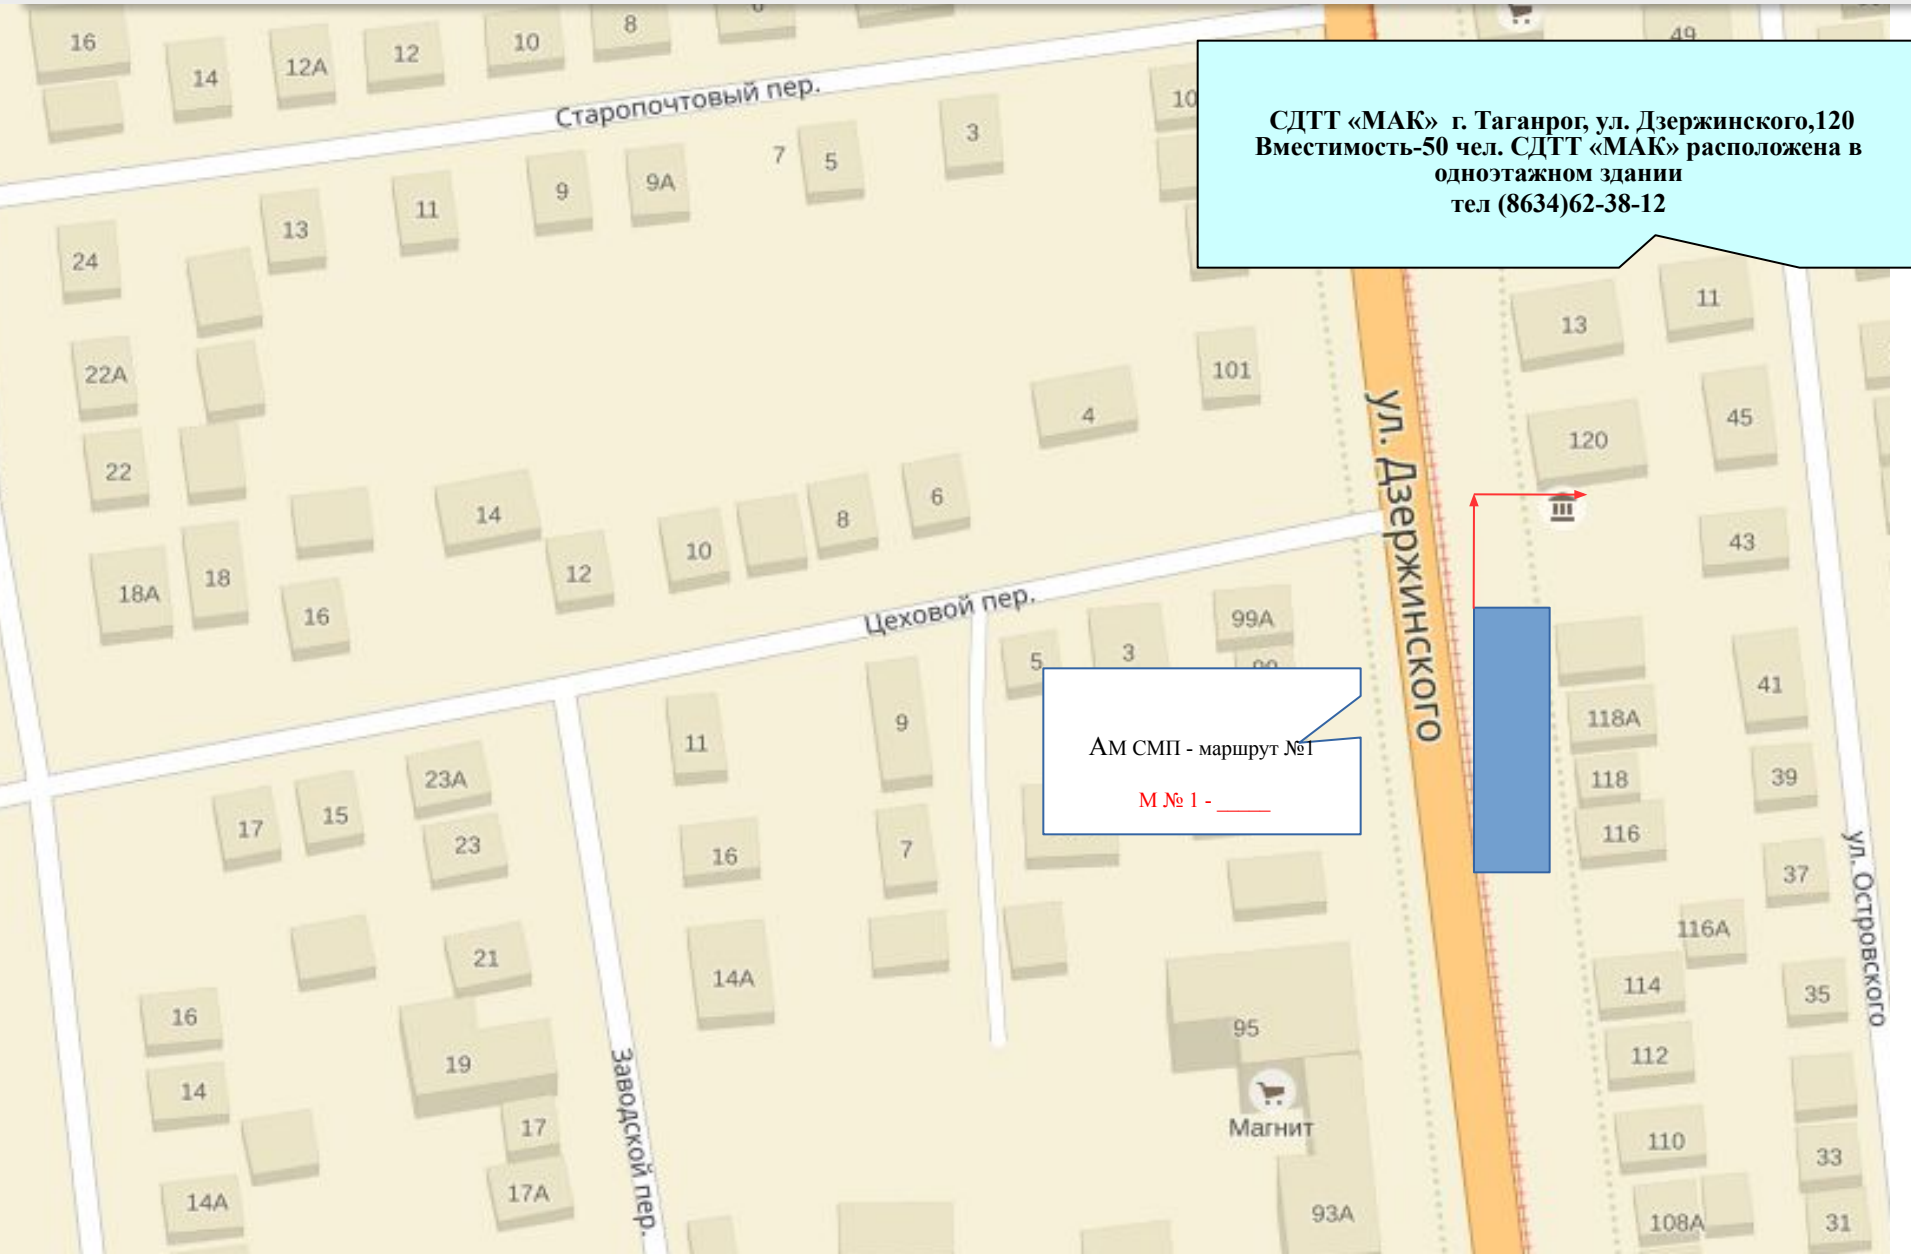 16
14
12А
12
10
8
49
Старопочтовый пер.
СДТТ «МАК» г. Таганрог, ул. Дзержинского,120
Вместимость-50 чел. СДТТ «МАК» расположена в
одноэтажном здании
тел (8634)62-38-12
24
13
11
9
9А
7
5
3
10
22А
4
101
13
11
22
14
10
8
6
120
45
18А
18
16
12
43
Цеховой пер.
ул. Дзержинского
5
3
99А
11
9
АМ СМП - маршрут №1
М № 1 - _____
118А
41
17
15
23А
23
16
7
118
39
116
37
ул. Островского
21
14А
116А
114
35
16
19
95
112
14
Заводской пер.
17
Магнит
110
33
14А
17А
93А
108А
31